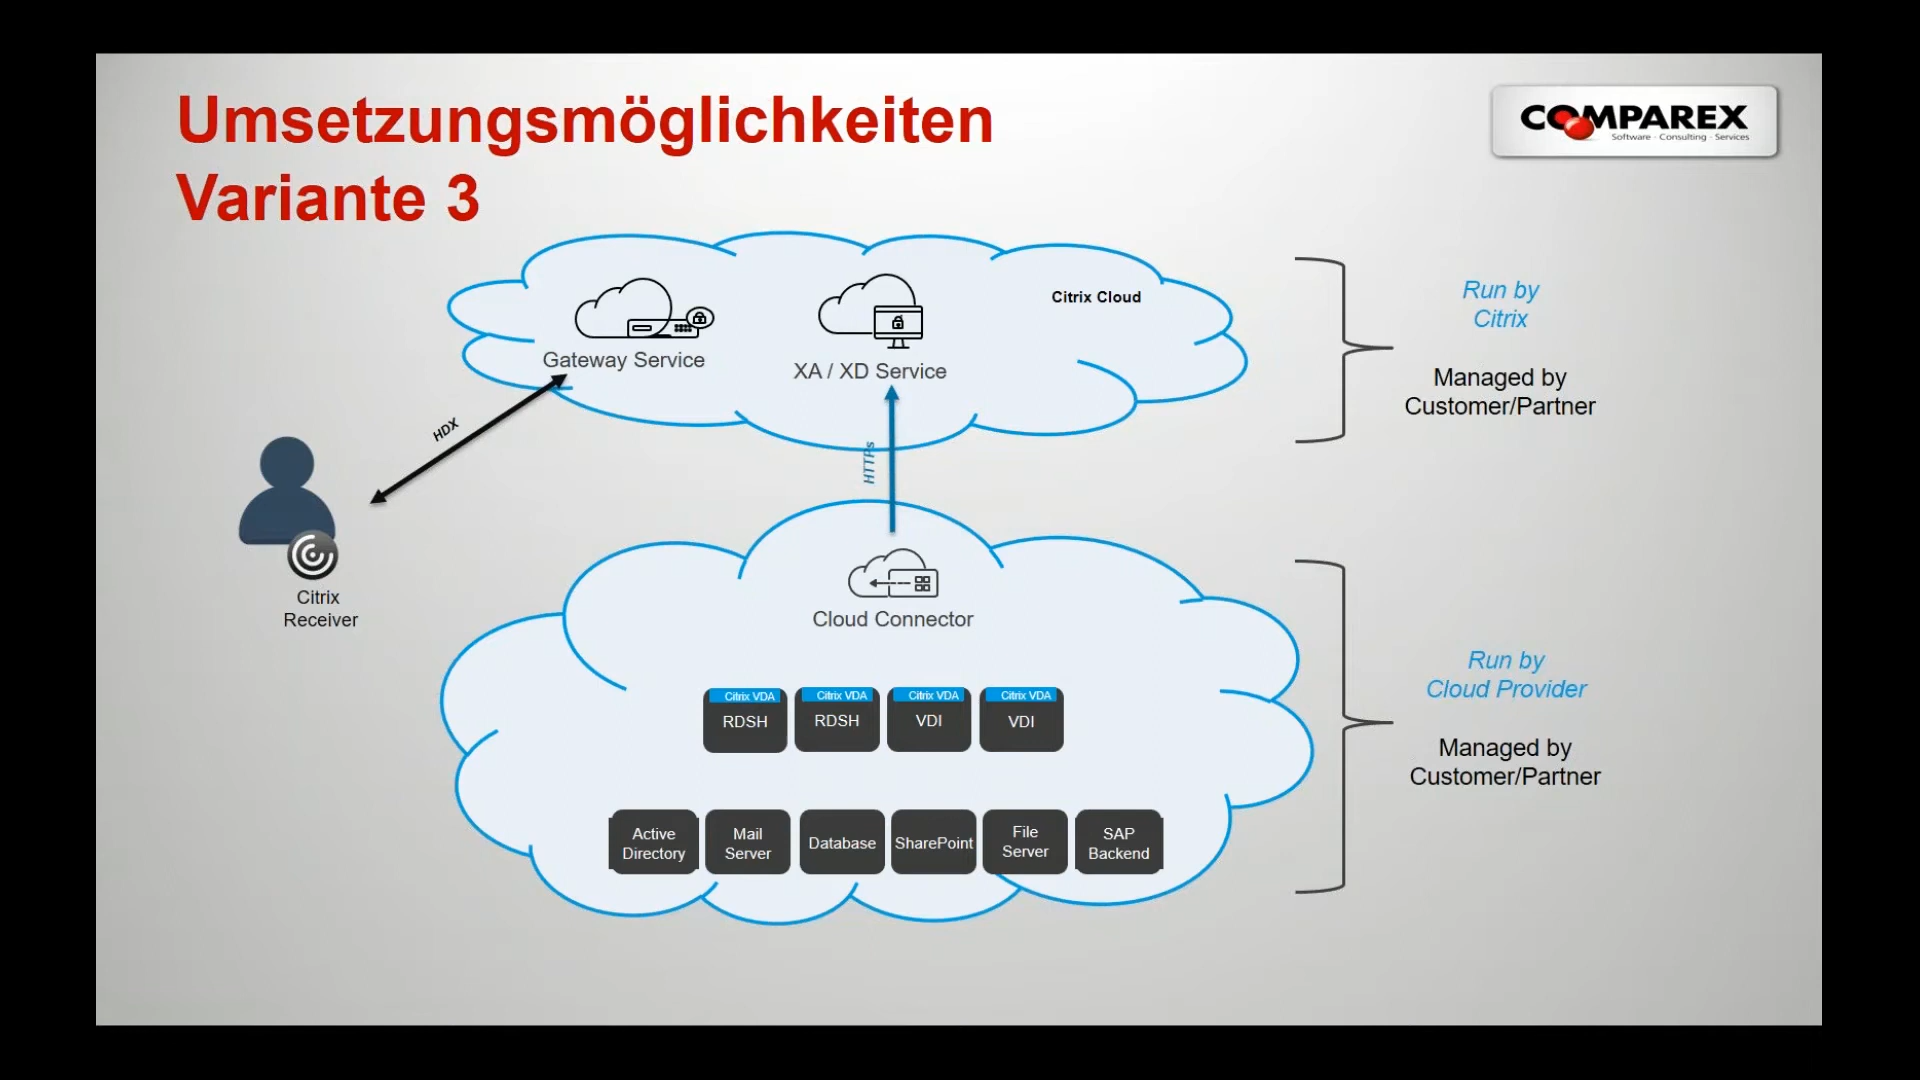 Umsetzungsmöglichkeiten
Variante 3
COMPAREX
Software · Consulting · Services
Citrix Cloud
Gateway Service
XA / XD Service
Run by
Citrix
Managed by
Customer/Partner
HDX
HTTPs
Citrix
Receiver
Cloud Connector
Citrix VDA
RDSH
Citrix VDA
RDSH
Citrix VDA
VDI
Citrix VDA
VDI
Run by
Cloud Provider
Managed by
Customer/Partner
Active
Directory
Mail
Server
Database
SharePoint
File
Server
SAP
Backend